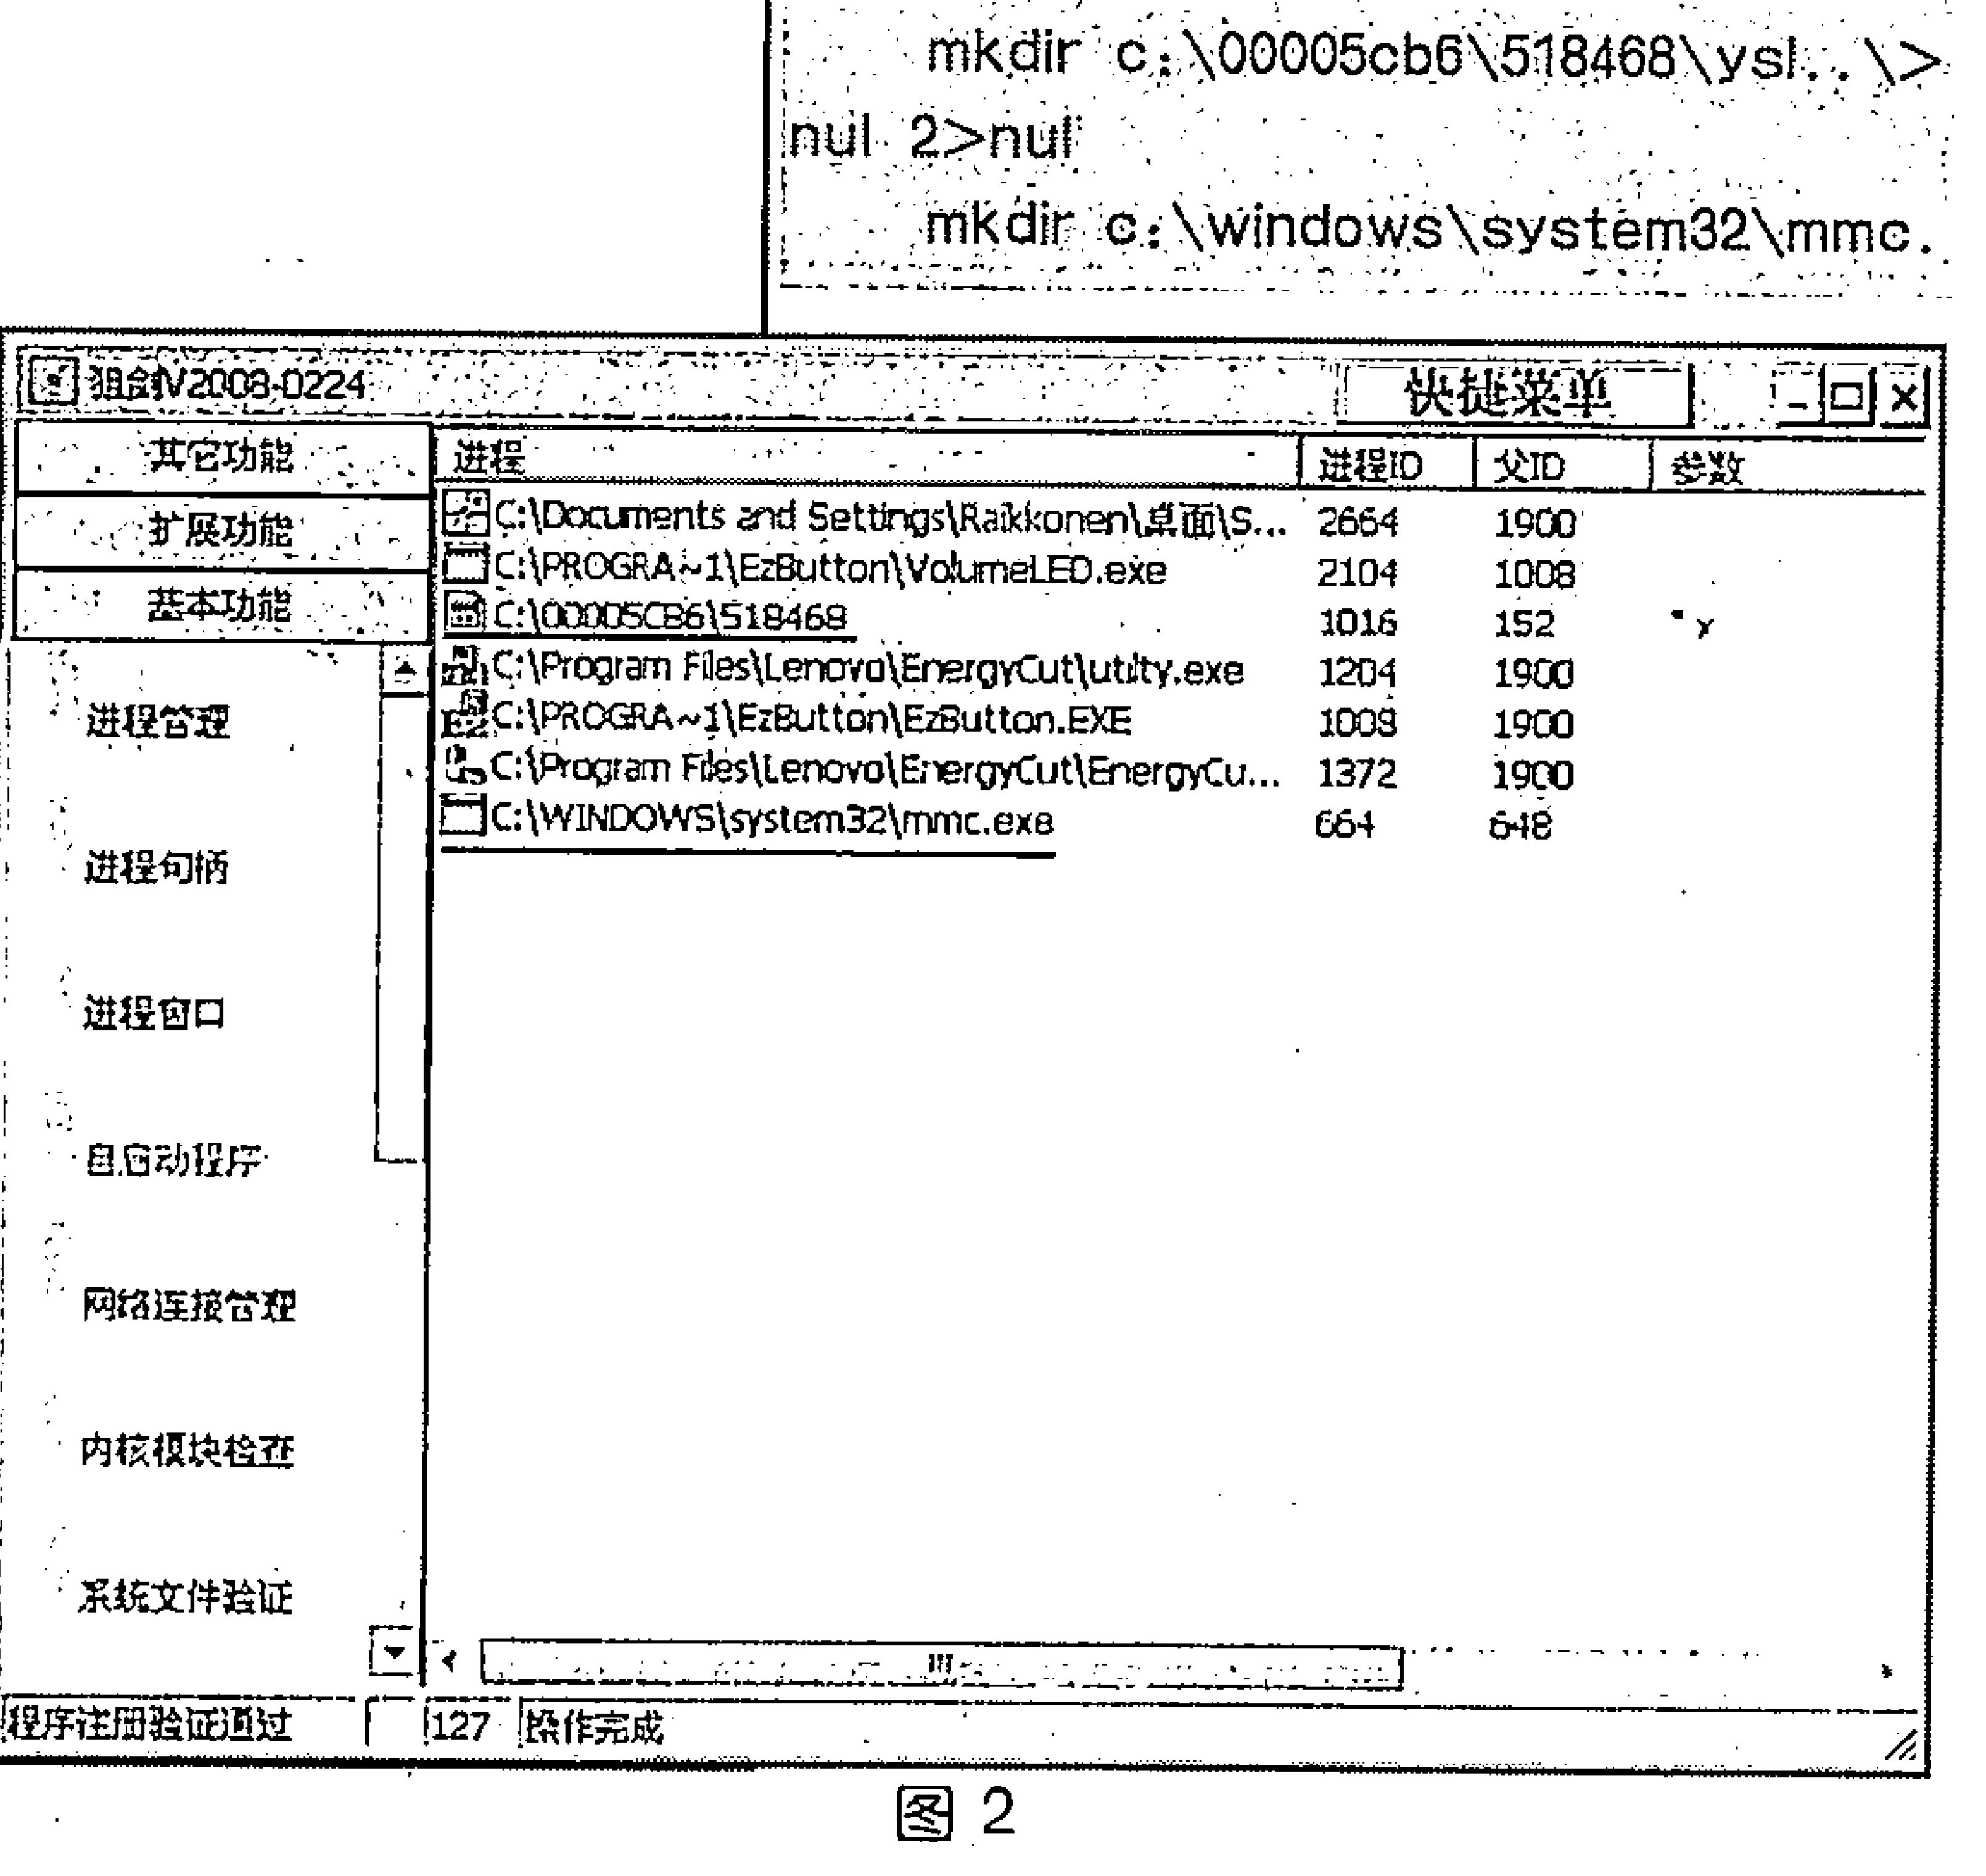 mkdir c:\00005cb6\518468\ysl..\>
nul 2>nul
mkdir c:\windows\system32\mmc.
狙剑V2008-0224 快捷菜单
其它功能
扩展功能
基本功能
进程 进程ID 父ID 参数
C:\Documents and Settings\Raikkonen\桌面\S... 2664 1900
C:\PROGRA~1\EzButton\VolumeLED.exe 2104 1008
C:\00005CB6\518468 1016 152 " y
C:\Program Files\Lenovo\EnergyCut\utility.exe 1204 1900
C:\PROGRA~1\EzButton\EzButton.EXE 1008 1900
C:\Program Files\Lenovo\EnergyCut\EnergyCu... 1372 1900
C:\WINDOWS\system32\mmc.exe 664 648
进程管理
进程句柄
进程窗口
自启动程序
网络连接管理
内核模块检查
系统文件验证
程序注册验证通过 127 操作完成
图 2